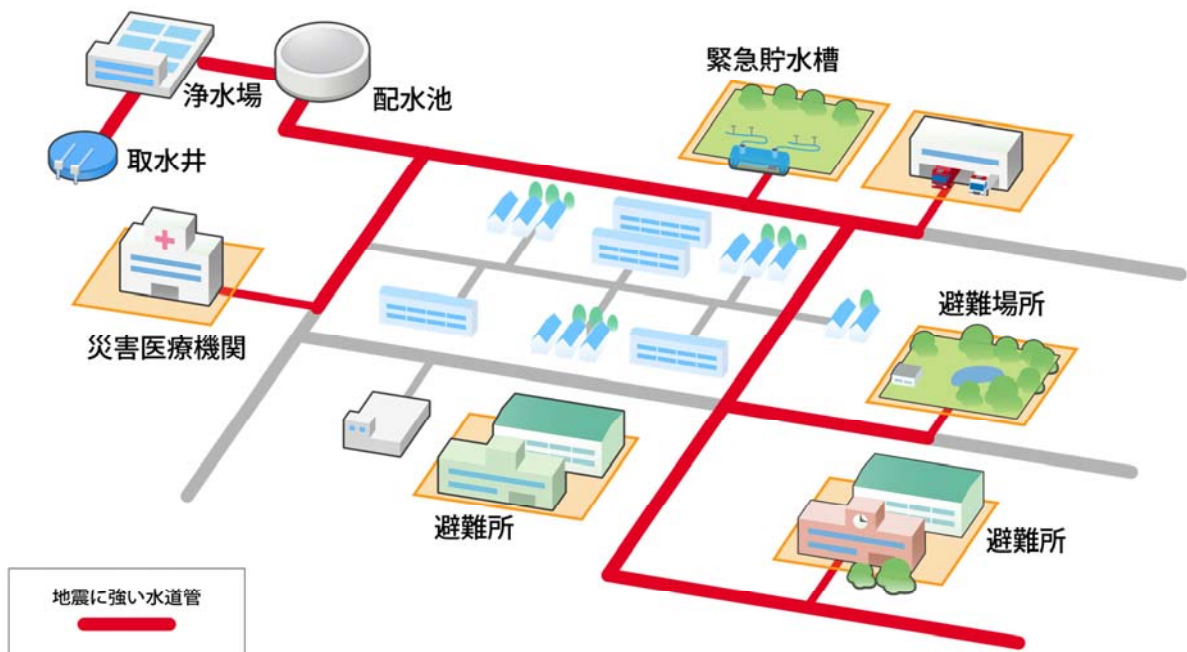 緊急貯水槽
浄水場
配水池
取水井
避難場所
災害医療機関
避難所
避難所
地震に強い水道管